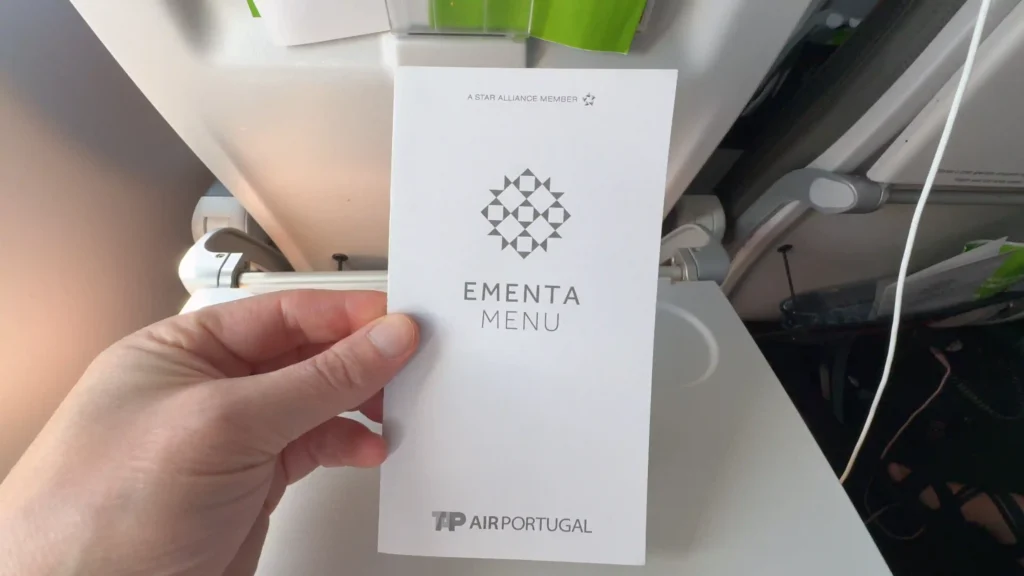 A STAR ALLIANCE MEMBER
EMENTA
MENU
TAP AIRPORTUGAL